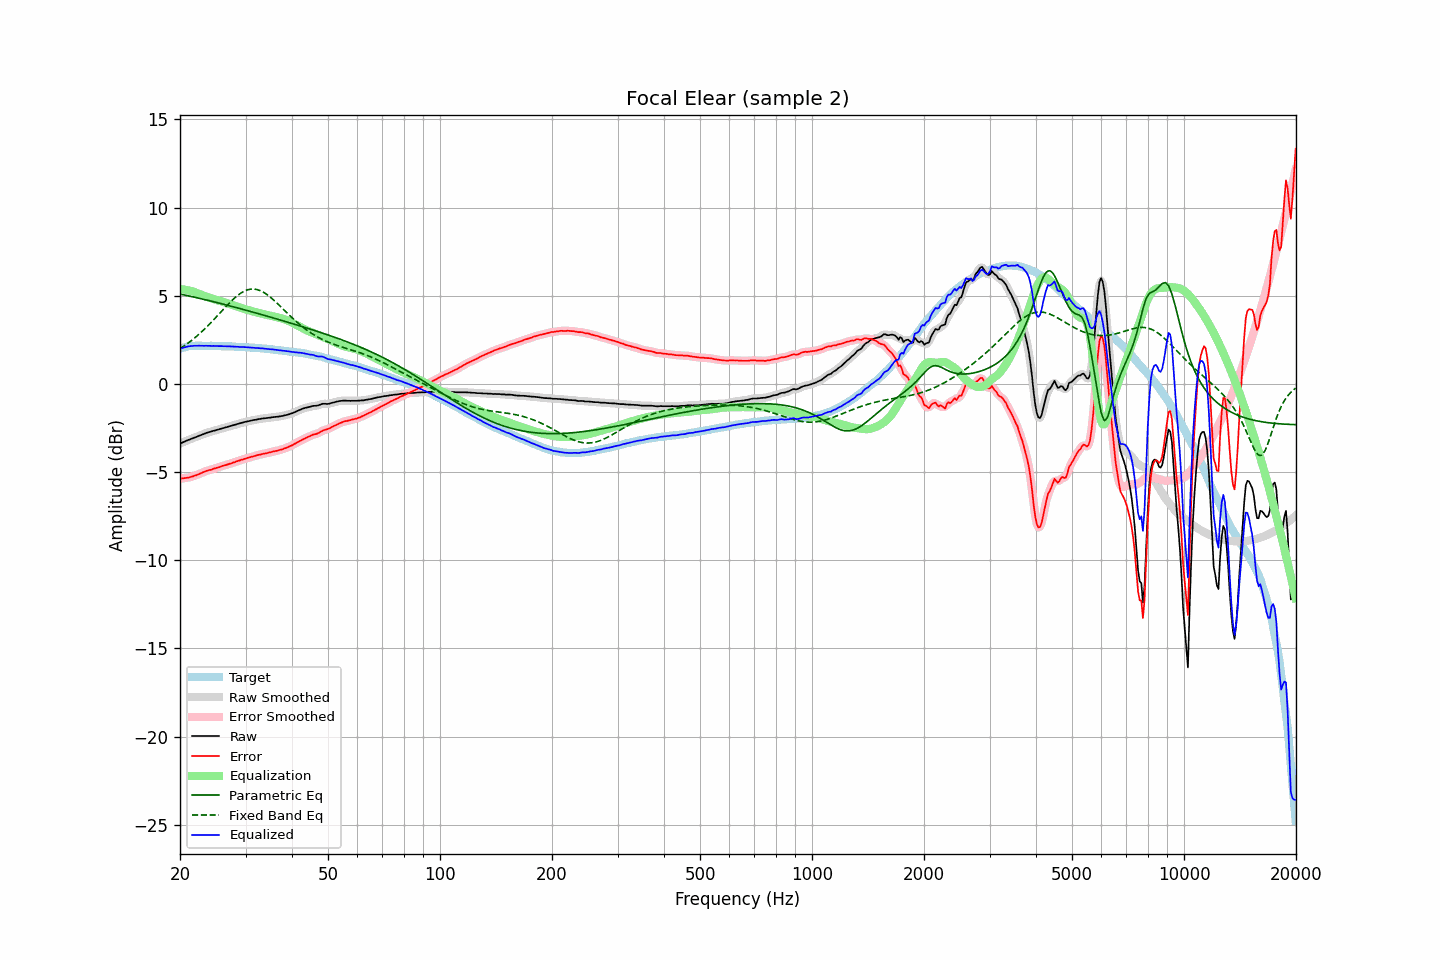 Focal Elear (sample 2)
15
10
5
0
−5
−10
−15
−20
−25
Amplitude (dBr)
Target
Raw Smoothed
Error Smoothed
Raw
Error
Equalization
Parametric Eq
Fixed Band Eq
Equalized
20 50 100 200 500 1000 2000 5000 10000 20000
Frequency (Hz)